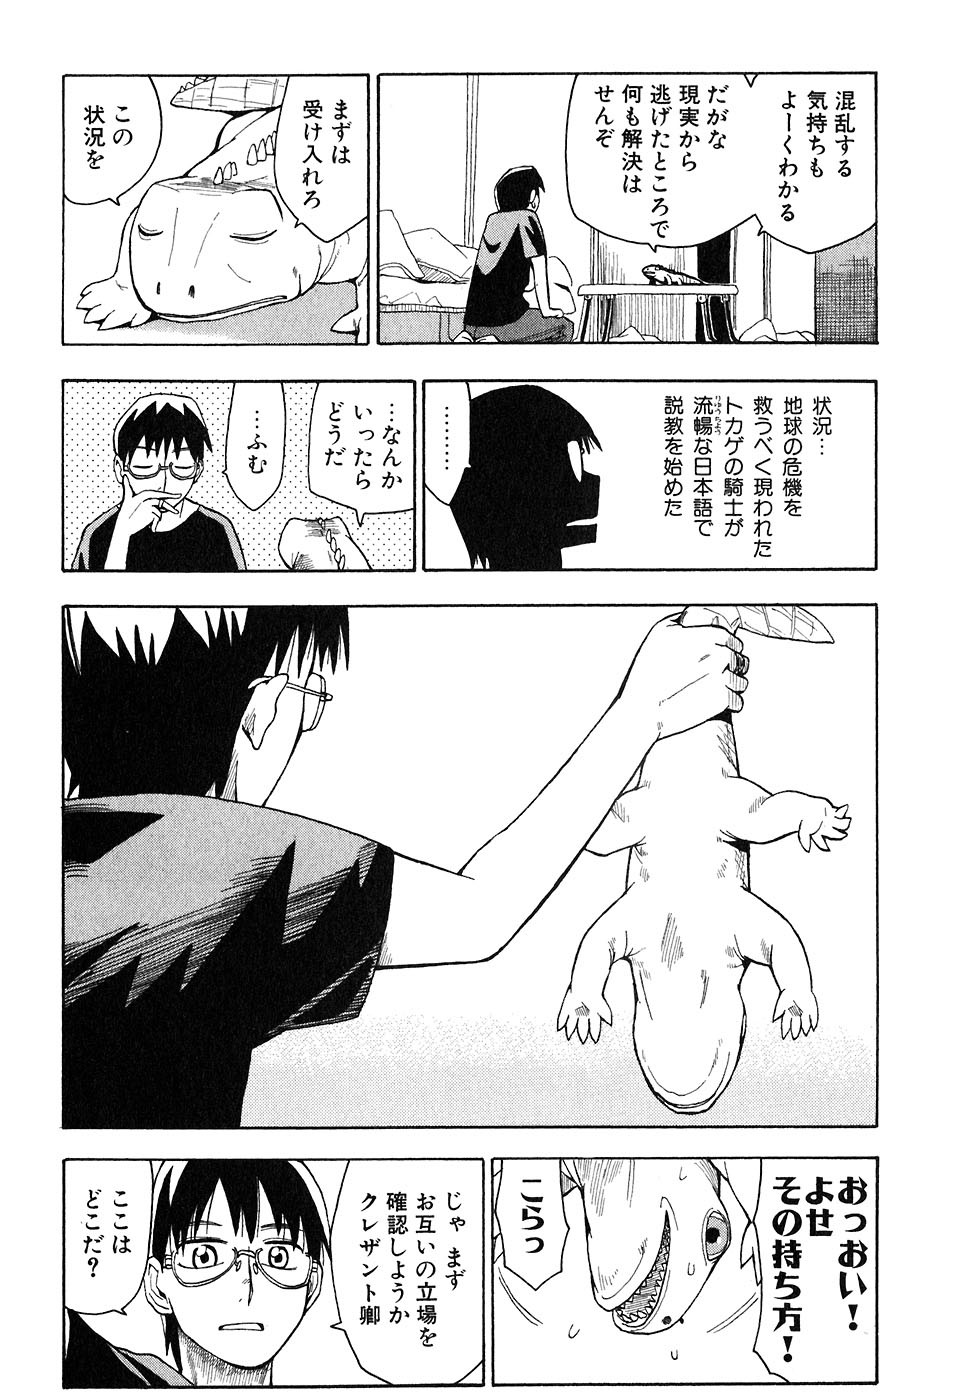 混乱する
気持ちも
よーくわかる
だがな
現実から
逃げたところで
何も解決は
せんぞ
まずは
受け入れろ
この
状況を
状況…
地球の危機を
救うべく現われた
トカゲの騎士が
流暢な日本語で
りゅうちょう
説教を始めた
………
…なんか
いったら
どうだ
…ふむ
おっおい！
よせ
その持ち方！
こらっ
じゃ まず
お互いの立場を
確認しようか
クレザント卿
ここは
どこだ？